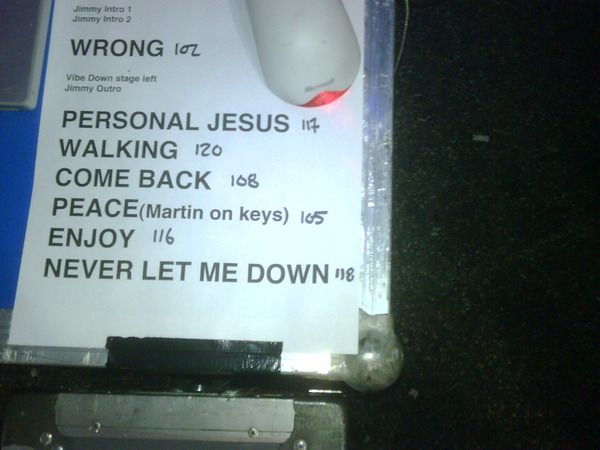 Jimmy Intro 1
Jimmy Intro 2
WRONG 102
Vibe Down stage left
Jimmy Outro
PERSONAL JESUS 117
WALKING 120
COME BACK 108
PEACE(Martin on keys) 105
ENJOY 116
NEVER LET ME DOWN 118
Microsoft